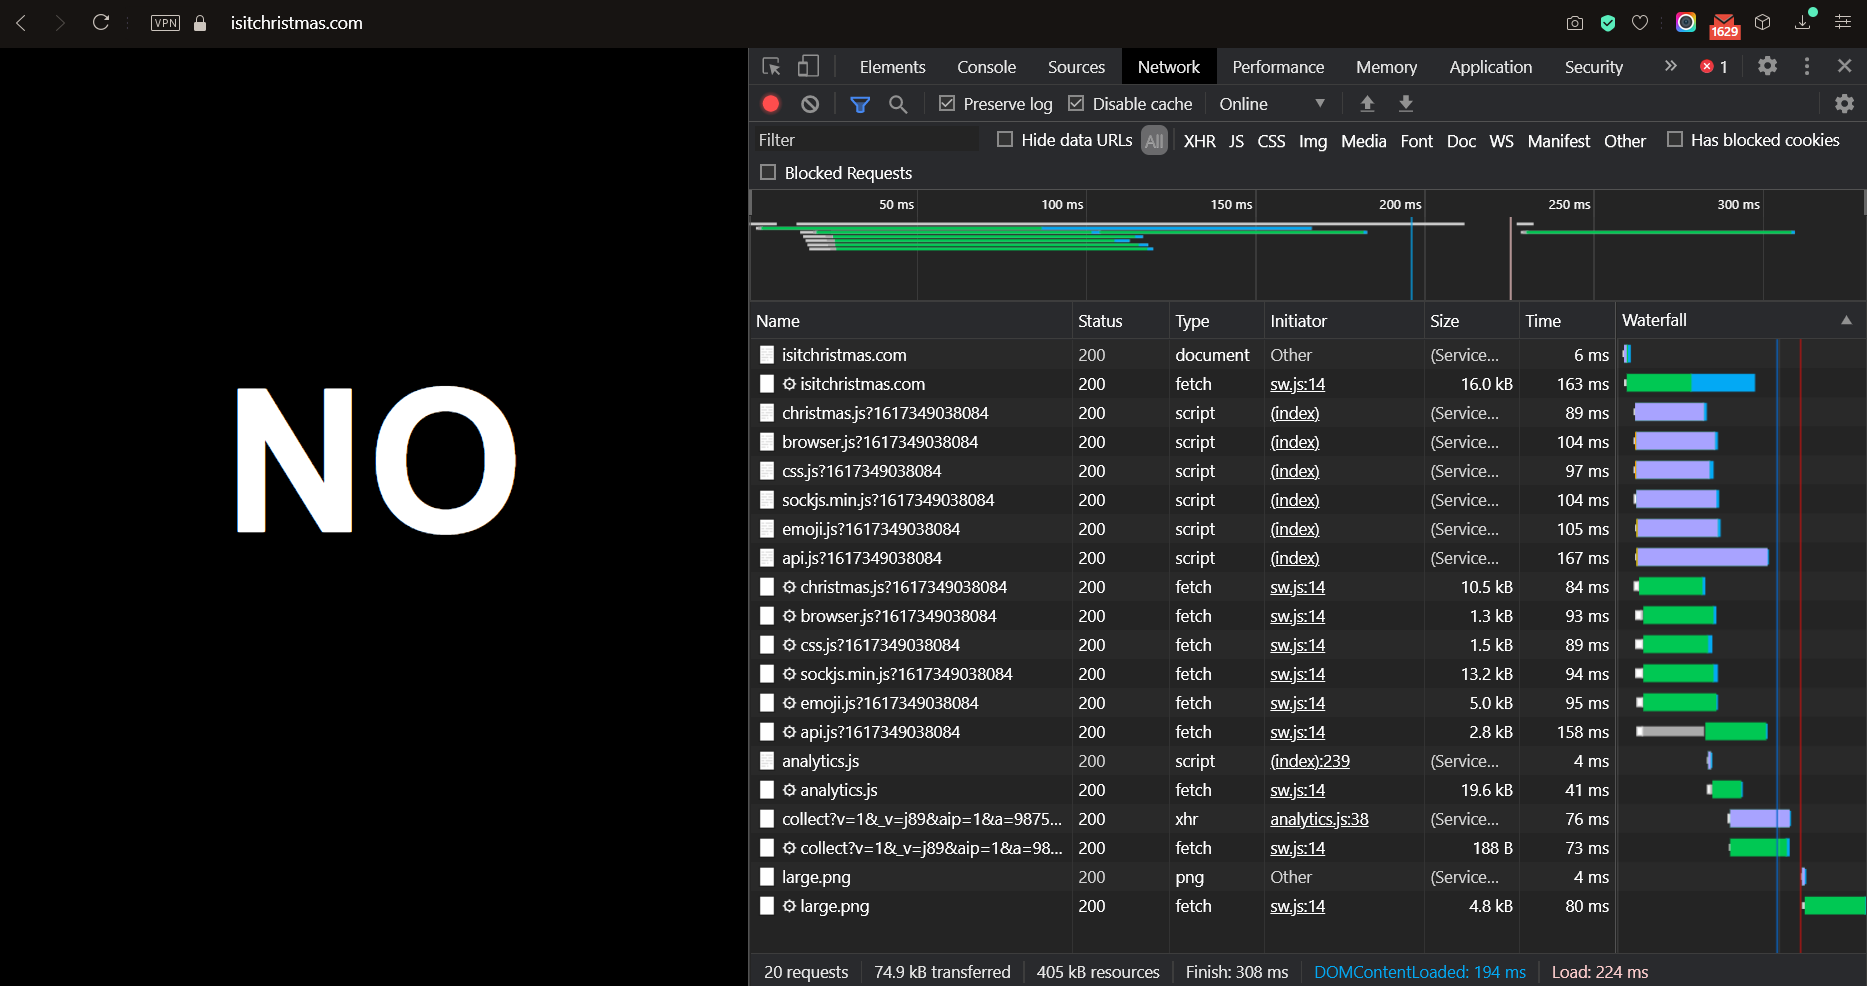 VPN isitchristmas.com 1629
NO
Elements Console Sources Network Performance Memory Application Security 1
Preserve log Disable cache Online
Filter Hide data URLs All XHR JS CSS Img Media Font Doc WS Manifest Other Has blocked cookies
Blocked Requests
50 ms 100 ms 150 ms 200 ms 250 ms 300 ms
Name Status Type Initiator Size Time Waterfall
isitchristmas.com 200 document Other (Service... 6 ms
isitchristmas.com 200 fetch sw.js:14 16.0 kB 163 ms
christmas.js?1617349038084 200 script (index) (Service... 89 ms
browser.js?1617349038084 200 script (index) (Service... 104 ms
css.js?1617349038084 200 script (index) (Service... 97 ms
sockjs.min.js?1617349038084 200 script (index) (Service... 104 ms
emoji.js?1617349038084 200 script (index) (Service... 105 ms
api.js?1617349038084 200 script (index) (Service... 167 ms
christmas.js?1617349038084 200 fetch sw.js:14 10.5 kB 84 ms
browser.js?1617349038084 200 fetch sw.js:14 1.3 kB 93 ms
css.js?1617349038084 200 fetch sw.js:14 1.5 kB 89 ms
sockjs.min.js?1617349038084 200 fetch sw.js:14 13.2 kB 94 ms
emoji.js?1617349038084 200 fetch sw.js:14 5.0 kB 95 ms
api.js?1617349038084 200 fetch sw.js:14 2.8 kB 158 ms
analytics.js 200 script (index):239 (Service... 4 ms
analytics.js 200 fetch sw.js:14 19.6 kB 41 ms
collect?v=1&_v=j89&aip=1&a=9875... 200 xhr analytics.js:38 (Service... 76 ms
collect?v=1&_v=j89&aip=1&a=98... 200 fetch sw.js:14 188 B 73 ms
large.png 200 png Other (Service... 4 ms
large.png 200 fetch sw.js:14 4.8 kB 80 ms
20 requests 74.9 kB transferred 405 kB resources Finish: 308 ms DOMContentLoaded: 194 ms Load: 224 ms